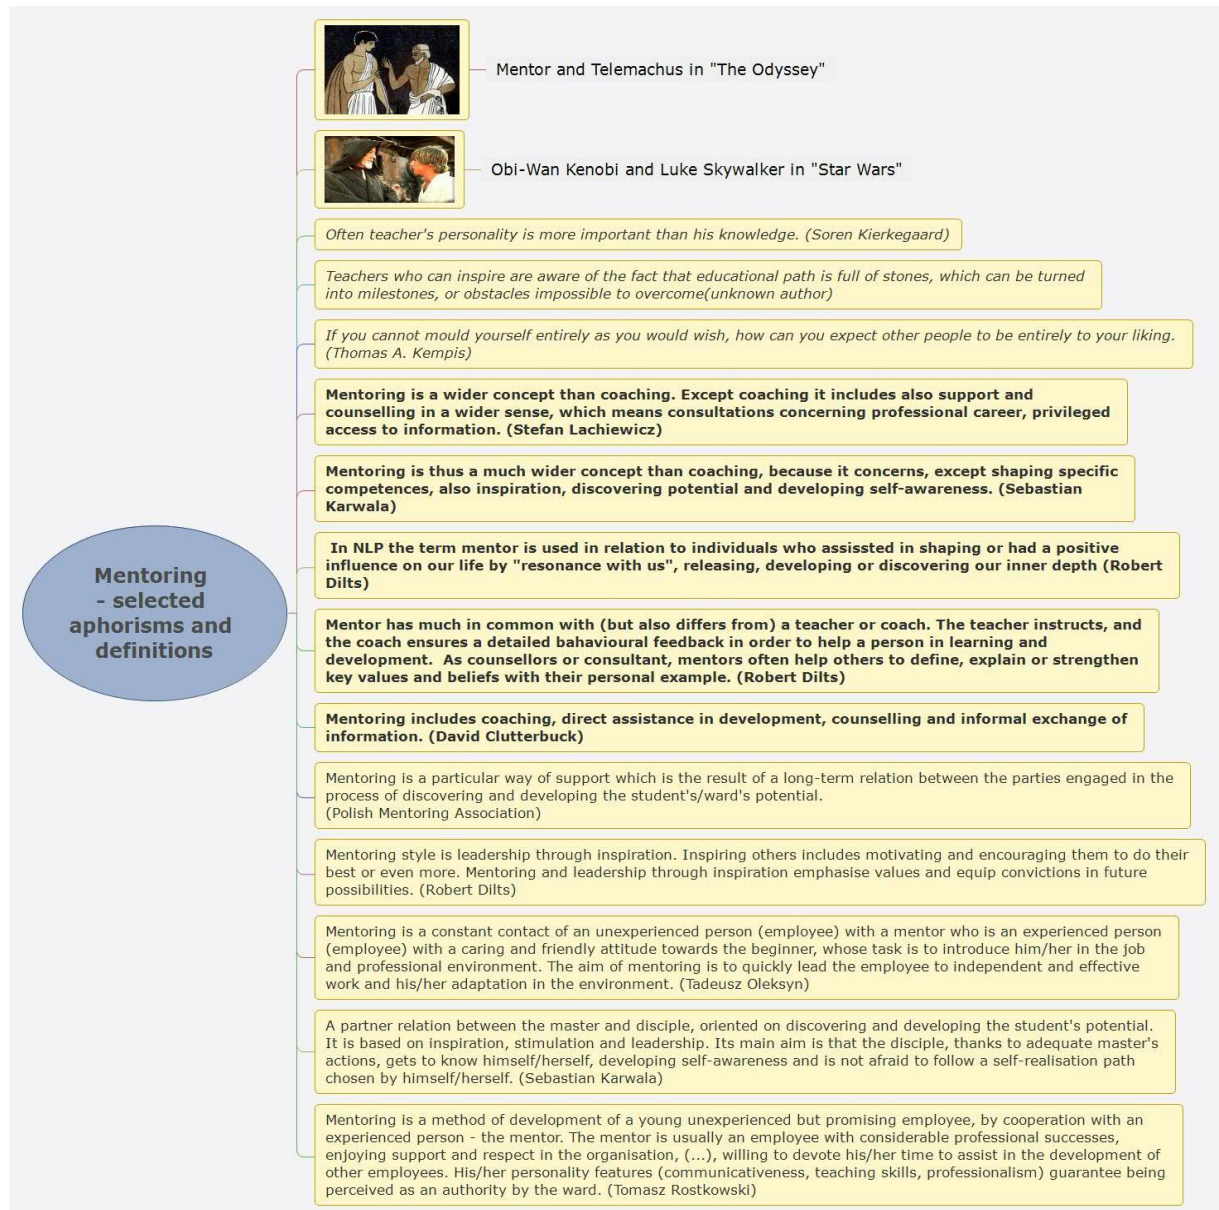 Mentor and Telemachus in "The Odyssey"
Obi-Wan Kenobi and Luke Skywalker in "Star Wars"
Often teacher's personality is more important than his knowledge. (Soren Kierkegaard)
Teachers who can inspire are aware of the fact that educational path is full of stones, which can be turned
into milestones, or obstacles impossible to overcome(unknown author)
If you cannot mould yourself entirely as you would wish, how can you expect other people to be entirely to your liking.
(Thomas A. Kempis)
Mentoring is a wider concept than coaching. Except coaching it includes also support and
counselling in a wider sense, which means consultations concerning professional career, privileged
access to information. (Stefan Lachiewicz)
Mentoring is thus a much wider concept than coaching, because it concerns, except shaping specific
competences, also inspiration, discovering potential and developing self-awareness. (Sebastian
Karwala)
In NLP the term mentor is used in relation to individuals who assissted in shaping or had a positive
influence on our life by "resonance with us", releasing, developing or discovering our inner depth (Robert
Dilts)
Mentoring
- selected
aphorisms and
definitions
Mentor has much in common with (but also differs from) a teacher or coach. The teacher instructs, and
the coach ensures a detailed bahavioural feedback in order to help a person in learning and
development.  As counsellors or consultant, mentors often help others to define, explain or strengthen
key values and beliefs with their personal example. (Robert Dilts)
Mentoring includes coaching, direct assistance in development, counselling and informal exchange of
information. (David Clutterbuck)
Mentoring is a particular way of support which is the result of a long-term relation between the parties engaged in the
process of discovering and developing the student's/ward's potential.
(Polish Mentoring Association)
Mentoring style is leadership through inspiration. Inspiring others includes motivating and encouraging them to do their
best or even more. Mentoring and leadership through inspiration emphasise values and equip convictions in future
possibilities. (Robert Dilts)
Mentoring is a constant contact of an unexperienced person (employee) with a mentor who is an experienced person
(employee) with a caring and friendly attitude towards the beginner, whose task is to introduce him/her in the job
and professional environment. The aim of mentoring is to quickly lead the employee to independent and effective
work and his/her adaptation in the environment. (Tadeusz Oleksyn)
A partner relation between the master and disciple, oriented on discovering and developing the student's potential.
It is based on inspiration, stimulation and leadership. Its main aim is that the disciple, thanks to adequate master's
actions, gets to know himself/herself, developing self-awareness and is not afraid to follow a self-realisation path
chosen by himself/herself. (Sebastian Karwala)
Mentoring is a method of development of a young unexperienced but promising employee, by cooperation with an
experienced person - the mentor. The mentor is usually an employee with considerable professional successes,
enjoying support and respect in the organisation, (...), willing to devote his/her time to assist in the development of
other employees. His/her personality features (communicativeness, teaching skills, professionalism) guarantee being
perceived as an authority by the ward. (Tomasz Rostkowski)